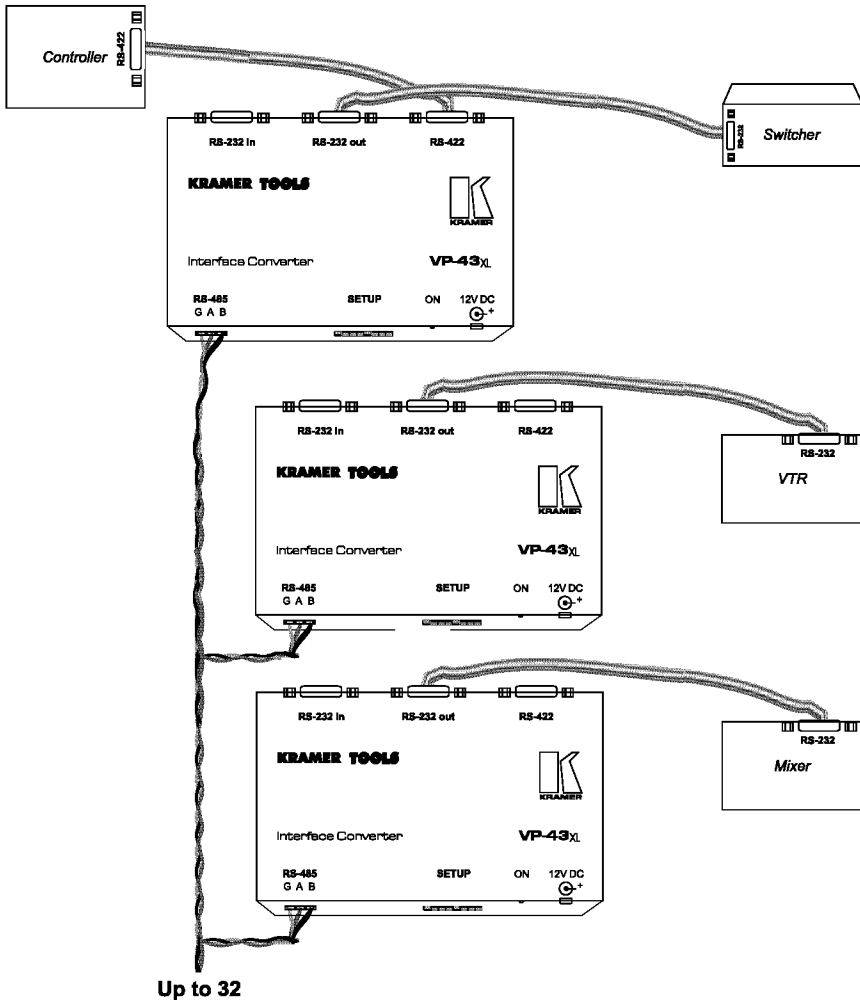 Controller
RS-422
RS-232
Switcher
RS-232 In RS-232 out RS-422
KRAMER TOOLS
KRAMER
Interface Converter VP-43XL
RS-485 SETUP ON 12V DC
G A B +
RS-232 In RS-232 out RS-422
RS-232
VTR
KRAMER TOOLS
KRAMER
Interface Converter VP-43XL
RS-485 SETUP ON 12V DC
G A B +
RS-232 In RS-232 out RS-422
RS-232
Mixer
KRAMER TOOLS
KRAMER
Interface Converter VP-43XL
RS-485 SETUP ON 12V DC
G A B +
Up to 32